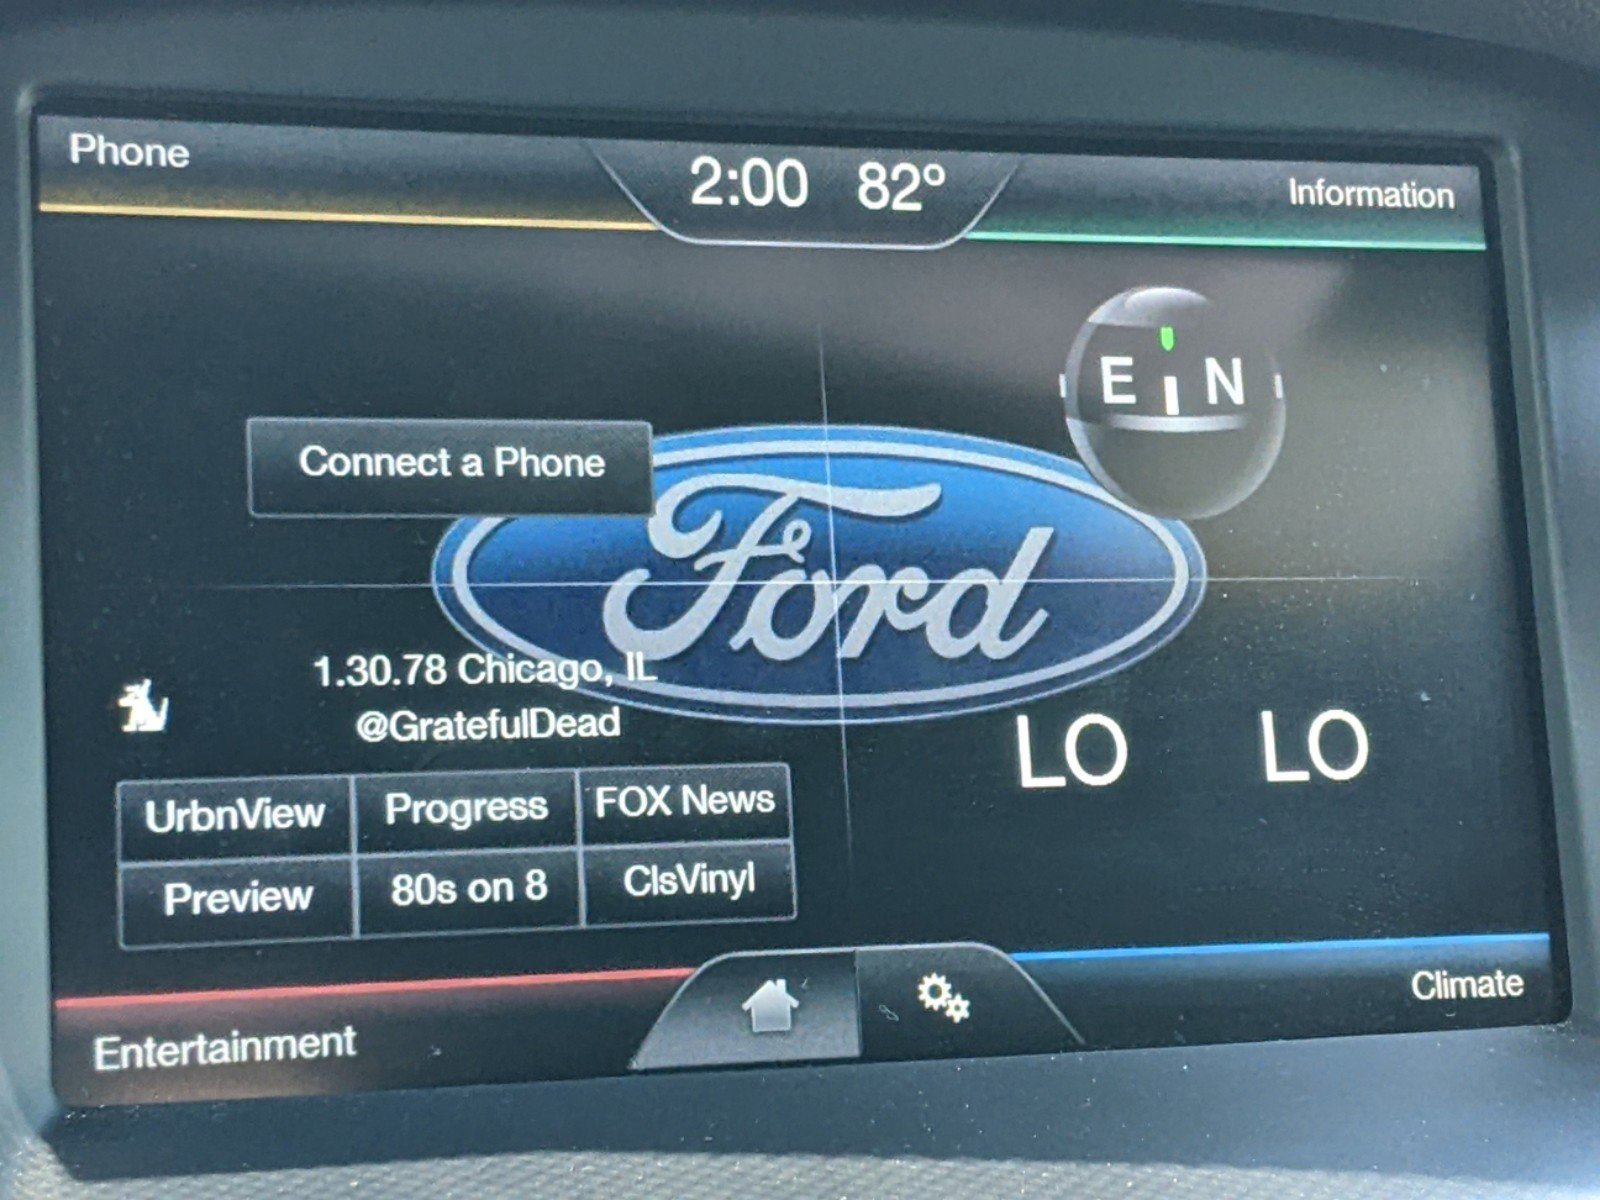 Phone
2:00 82°
Information
E N
Connect a Phone
Ford
1.30.78 Chicago, IL
@GratefulDead
LO LO
UrbnView Progress FOX News
Preview 80s on 8 ClsVinyl
Entertainment
Climate